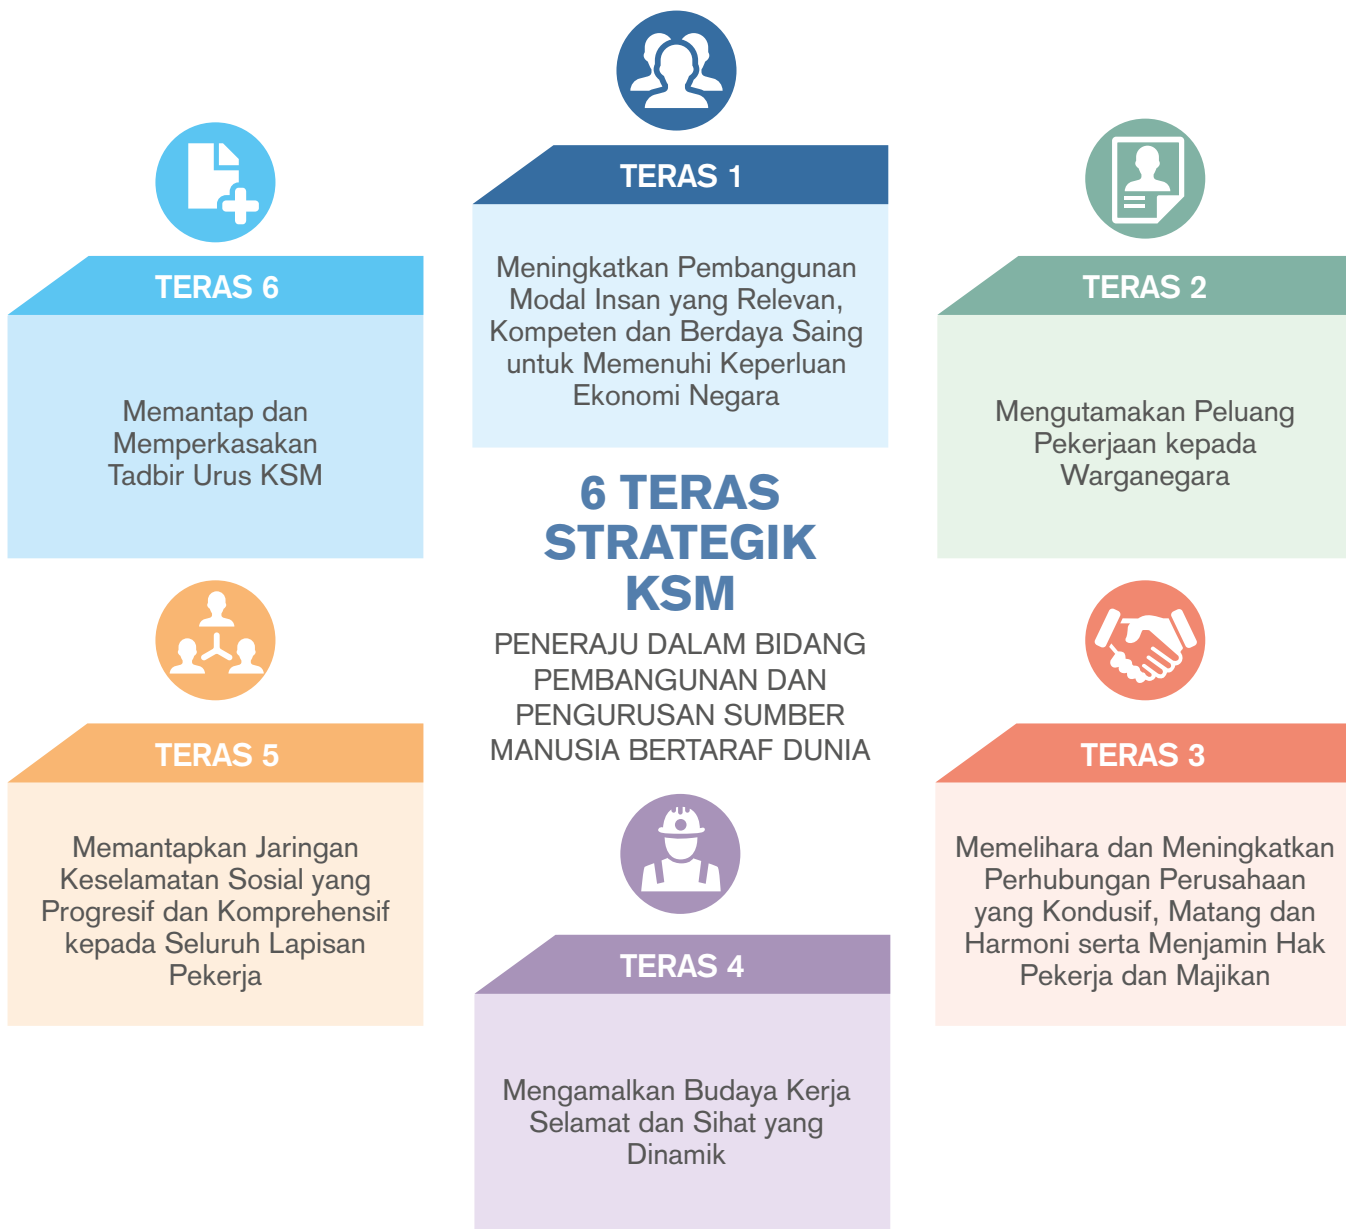 TERAS 1
Meningkatkan Pembangunan
Modal Insan yang Relevan,
Kompeten dan Berdaya Saing
untuk Memenuhi Keperluan
Ekonomi Negara
TERAS 2
Mengutamakan Peluang
Pekerjaan kepada
Warganegara
TERAS 3
Memelihara dan Meningkatkan
Perhubungan Perusahaan
yang Kondusif, Matang dan
Harmoni serta Menjamin Hak
Pekerja dan Majikan
TERAS 4
Mengamalkan Budaya Kerja
Selamat dan Sihat yang
Dinamik
TERAS 5
Memantapkan Jaringan
Keselamatan Sosial yang
Progresif dan Komprehensif
kepada Seluruh Lapisan
Pekerja
TERAS 6
Memantap dan
Memperkasakan
Tadbir Urus KSM
6 TERAS
STRATEGIK
KSM
PENERAJU DALAM BIDANG
PEMBANGUNAN DAN
PENGURUSAN SUMBER
MANUSIA BERTARAF DUNIA